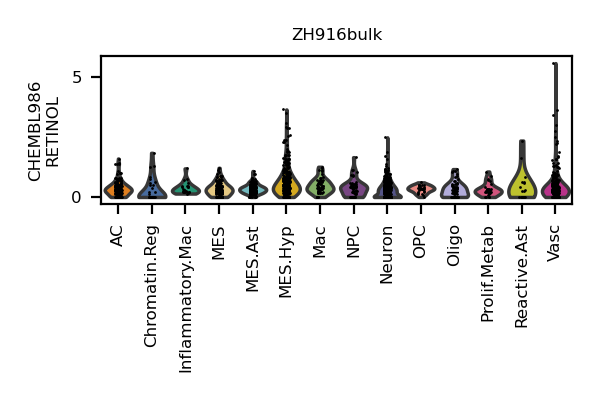 ZH916bulk
CHEMBL986
RETINOL
5
0
AC
Chromatin.Reg
Inflammatory.Mac
MES
MES.Ast
MES.Hyp
Mac
NPC
Neuron
OPC
Oligo
Prolif.Metab
Reactive.Ast
Vasc